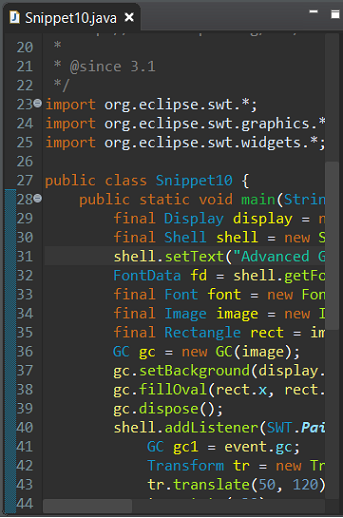 Snippet10.java
20 *
21 * @since 3.1
22 */
23 import org.eclipse.swt.*;
24 import org.eclipse.swt.graphics.*
25 import org.eclipse.swt.widgets.*;
26
27 public class Snippet10 {
28 public static void main(Strin
29 final Display display = n
30 final Shell shell = new S
31 shell.setText("Advanced G
32 FontData fd = shell.getFo
33 final Font font = new Fon
34 final Image image = new I
35 final Rectangle rect = im
36 GC gc = new GC(image);
37 gc.setBackground(display.
38 gc.fillOval(rect.x, rect.
39 gc.dispose();
40 shell.addListener(SWT.Pai
41 GC gc1 = event.gc;
42 Transform tr = new Tr
43 tr.translate(50, 120)
44